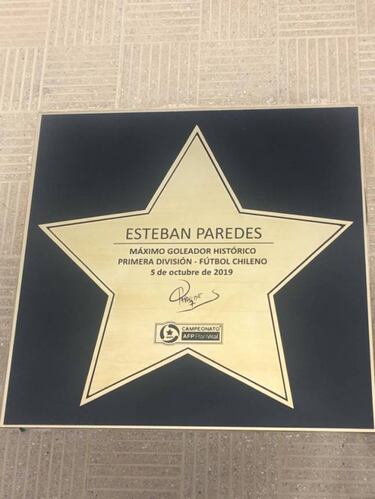 ESTEBAN PAREDES
MÁXIMO GOLEADOR HISTÓRICO
PRIMERA DIVISIÓN - FÚTBOL CHILENO
5 de octubre de 2019
CAMPEONATO
AFP PlanVital